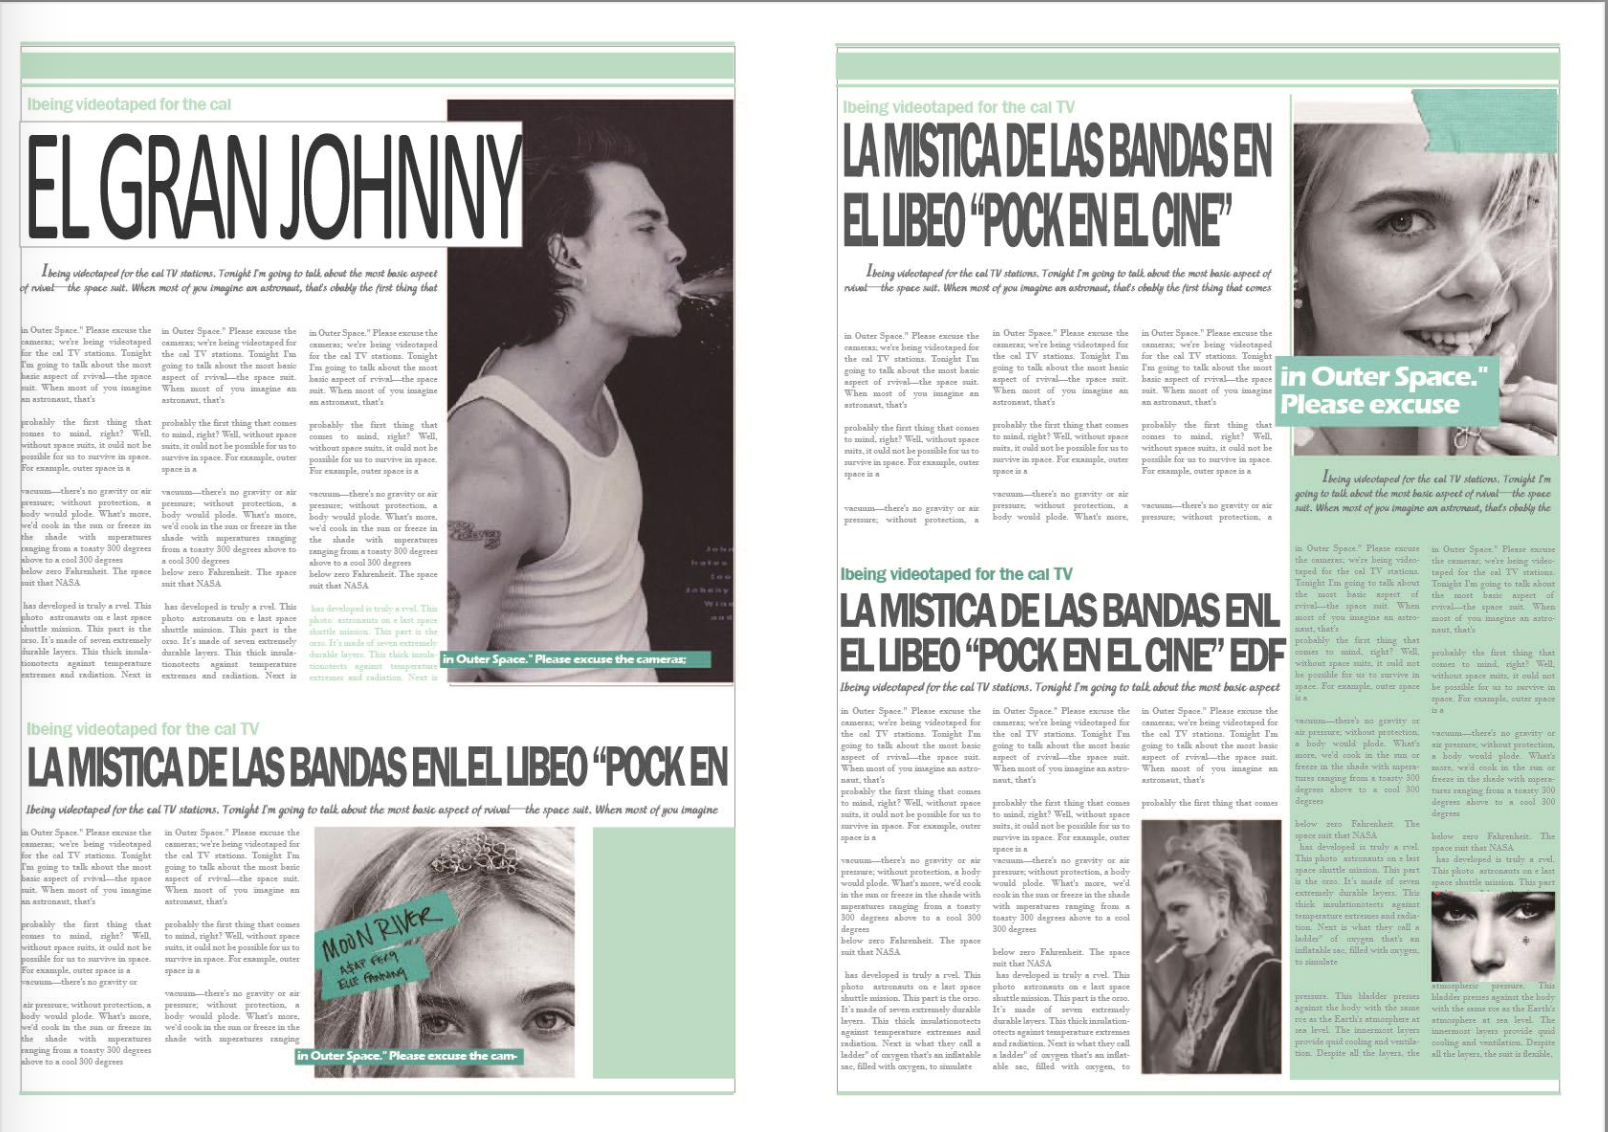 Ibeing videotaped for the cal
EL GRAN JOHNNY
Ibeing videotaped for the cal TV stations. Tonight I'm going to talk about the most basic aspect
of rvival—the space suit. When most of you imagine an astronaut, that's obably the first thing that
in Outer Space." Please excuse the
cameras; we're being videotaped
for the cal TV stations. Tonight
I'm going to talk about the most
basic aspect of rvival—the space
suit. When most of you imagine
an astronaut, that's
probably the first thing that
comes to mind, right? Well,
without space suits, it ould not be
possible for us to survive in space.
For example, outer space is a
vacuum—there's no gravity or air
pressure; without protection, a
body would plode. What's more,
we'd cook in the sun or freeze in
the shade with mperatures
ranging from a toasty 300 degrees
above to a cool 300 degrees
below zero Fahrenheit. The space
suit that NASA
has developed is truly a rvel. This
photo astronauts on e last space
shuttle mission. This part is the
orso. It's made of seven extremely
durable layers. This thick insula-
tionotects against temperature
extremes and radiation. Next is
in Outer Space." Please excuse the
cameras; we're being videotaped
for the cal TV stations. Tonight I'm
going to talk about the most basic
aspect of rvival—the space suit.
When most of you imagine an
astronaut, that's
probably the first thing that comes
to mind, right? Well, without space
suits, it ould not be possible for us to
survive in space. For example, outer
space is a
vacuum—there's no gravity or air
pressure; without protection, a body
would plode. What's more, we'd
cook in the sun or freeze in the
shade with mperatures ranging
from a toasty 300 degrees above to
a cool 300 degrees
below zero Fahrenheit. The space
suit that NASA
has developed is truly a rvel. This
photo astronauts on e last space
shuttle mission. This part is the
orso. It's made of seven extremely
durable layers. This thick insula-
tionotects against temperature
extremes and radiation. Next is
in Outer Space." Please excuse the
cameras; we're being videotaped
for the cal TV stations. Tonight
I'm going to talk about the most
basic aspect of rvival—the space
suit. When most of you imagine
an astronaut, that's
probably the first thing that
comes to mind, right? Well,
without space suits, it ould not be
possible for us to survive in space.
For example, outer space is a
vacuum—there's no gravity or air
pressure; without protection, a
body would plode. What's more,
we'd cook in the sun or freeze in
the shade with mperatures
ranging from a toasty 300 degrees
above to a cool 300 degrees
below zero Fahrenheit. The space
suit that NASA
has developed is truly a rvel. This
photo astronauts on e last space
shuttle mission. This part is the
orso. It's made of seven extremely
durable layers. This thick insula-
tionotects against temperature
extremes and radiation. Next is
in Outer Space." Please excuse the cameras;
Ibeing videotaped for the cal TV
LA MISTICA DE LAS BANDAS ENLEL LIBEO “POCK EN
Ibeing videotaped for the cal TV stations. Tonight I'm going to talk about the most basic aspect of rvival—the space suit. When most of you imagine
in Outer Space." Please excuse the
cameras; we're being videotaped
for the cal TV stations. Tonight
I'm going to talk about the most
basic aspect of rvival—the space
suit. When most of you imagine
an astronaut, that's
probably the first thing that
comes to mind, right? Well,
without space suits, it ould not be
possible for us to survive in space.
For example, outer space is a
vacuum—there's no gravity or
air pressure; without protection, a
body would plode. What's more,
we'd cook in the sun or freeze in
the shade with mperatures
ranging from a toasty 300 degrees
above to a cool 300 degrees
in Outer Space." Please excuse the
cameras; we're being videotaped
for the cal TV stations. Tonight I'm
going to talk about the most basic
aspect of rvival—the space suit.
When most of you imagine an
astronaut, that's
probably the first thing that comes
to mind, right? Well, without space
suits, it ould not be possible for us to
survive in space. For example, outer
space is a
vacuum—there's no gravity or air
pressure; without protection, a body
would plode. What's more, we'd
cook in the sun or freeze in the
shade with mperatures ranging
MOON RIVER
A$AP FERG
ELLE FANNING
in Outer Space." Please excuse the cam-
Ibeing videotaped for the cal TV
LA MISTICA DE LAS BANDAS EN
EL LIBEO “POCK EN EL CINE”
Ibeing videotaped for the cal TV stations. Tonight I'm going to talk about the most basic aspect of
rvival—the space suit. When most of you imagine an astronaut, that's obably the first thing that comes
in Outer Space." Please excuse the
cameras; we're being videotaped
for the cal TV stations. Tonight I'm
going to talk about the most basic
aspect of rvival—the space suit.
When most of you imagine an
astronaut, that's
probably the first thing that comes
to mind, right? Well, without space
suits, it ould not be possible for us to
survive in space. For example, outer
space is a
vacuum—there's no gravity or air
pressure; without protection, a
in Outer Space." Please excuse the
cameras; we're being videotaped
for the cal TV stations. Tonight
I'm going to talk about the most
basic aspect of rvival—the space
suit. When most of you imagine
an astronaut, that's
probably the first thing that comes
to mind, right? Well, without space
suits, it ould not be possible for us to
survive in space. For example, outer
space is a
vacuum—there's no gravity or air
pressure; without protection, a
body would plode. What's more,
in Outer Space." Please excuse the
cameras; we're being videotaped
for the cal TV stations. Tonight
I'm going to talk about the most
basic aspect of rvival—the space
suit. When most of you imagine
an astronaut, that's
probably the first thing that
comes to mind, right? Well,
without space suits, it ould not be
possible for us to survive in space.
For example, outer space is a
vacuum—there's no gravity or air
pressure; without protection, a
Ibeing videotaped for the cal TV
LA MISTICA DE LAS BANDAS ENL
EL LIBEO “POCK EN EL CINE” EDF
Ibeing videotaped for the cal TV stations. Tonight I'm going to talk about the most basic aspect
in Outer Space." Please excuse the
cameras; we're being videotaped for
the cal TV stations. Tonight I'm
going to talk about the most basic
aspect of rvival—the space suit.
When most of you imagine an astro-
naut, that's
probably the first thing that comes
to mind, right? Well, without space
suits, it ould not be possible for us to
survive in space. For example, outer
space is a
vacuum—there's no gravity or air
pressure; without protection, a body
would plode. What's more, we'd cook
in the sun or freeze in the shade with
mperatures ranging from a toasty
300 degrees above to a cool 300
degrees
below zero Fahrenheit. The space
suit that NASA
has developed is truly a rvel. This
photo astronauts on e last space
shuttle mission. This part is the orso.
It's made of seven extremely durable
layers. This thick insulationotects
against temperature extremes and
radiation. Next is what they call a
ladder" of oxygen that's an inflatable
sac, filled with oxygen, to simulate
in Outer Space." Please excuse the
cameras; we're being videotaped for
the cal TV stations. Tonight I'm
going to talk about the most basic
aspect of rvival—the space suit.
When most of you imagine an astro-
naut, that's
probably the first thing that comes
to mind, right? Well, without space
suits, it ould not be possible for us to
survive in space. For example, outer
space is a
vacuum—there's no gravity or air
pressure; without protection, a body
would plode. What's more, we'd
cook in the sun or freeze in the shade
with mperatures ranging from a
toasty 300 degrees above to a cool
300 degrees
below zero Fahrenheit. The space
suit that NASA
has developed is truly a rvel. This
photo astronauts on e last space
shuttle mission. This part is the orso.
It's made of seven extremely
durable layers. This thick insulation-
otects against temperature extremes
and radiation. Next is what they call
a ladder" of oxygen that's an inflat-
able sac, filled with oxygen, to
in Outer Space." Please excuse the
cameras; we're being videotaped for
the cal TV stations. Tonight I'm
going to talk about the most basic
aspect of rvival—the space suit.
When most of you imagine an
astronaut, that's
probably the first thing that comes
in Outer Space."
Please excuse
Ibeing videotaped for the cal TV stations. Tonight I'm
going to talk about the most basic aspect of rvival—the space
suit. When most of you imagine an astronaut, that's obably the
in Outer Space." Please excuse
the cameras; we're being video-
taped for the cal TV stations.
Tonight I'm going to talk about
the most basic aspect of
rvival—the space suit. When
most of you imagine an astro-
naut, that's
probably the first thing that
comes to mind, right? Well,
without space suits, it ould not
be possible for us to survive in
space. For example, outer space
is a
vacuum—there's no gravity or
air pressure; without protection,
a body would plode. What's
more, we'd cook in the sun or
freeze in the shade with mpera-
tures ranging from a toasty 300
degrees above to a cool 300
degrees
below zero Fahrenheit. The
space suit that NASA
has developed is truly a rvel.
This photo astronauts on e last
space shuttle mission. This part
is the orso. It's made of seven
extremely durable layers. This
thick insulationotects against
temperature extremes and radia-
tion. Next is what they call a
ladder" of oxygen that's an
inflatable sac, filled with oxygen,
to simulate
pressure. This bladder presses
against the body with the same
rce as the Earth's atmosphere at
sea level. The innermost layers
provide quid cooling and ventila-
tion. Despite all the layers, the
in Outer Space." Please excuse
the cameras; we're being video-
taped for the cal TV stations.
Tonight I'm going to talk about
the most basic aspect of
rvival—the space suit. When
most of you imagine an astro-
naut, that's
probably the first thing that
comes to mind, right? Well,
without space suits, it ould not
be possible for us to survive in
space. For example, outer space
is a
vacuum—there's no gravity or
air pressure; without protection,
a body would plode. What's
more, we'd cook in the sun or
freeze in the shade with mpera-
tures ranging from a toasty 300
degrees above to a cool 300
degrees
below zero Fahrenheit. The
space suit that NASA
has developed is truly a rvel.
This photo astronauts on e last
space shuttle mission. This part
atmospheric pressure. This
bladder presses against the body
with the same rce as the Earth's
atmosphere at sea level. The
innermost layers provide quid
cooling and ventilation. Despite
all the layers, the suit is flexible,